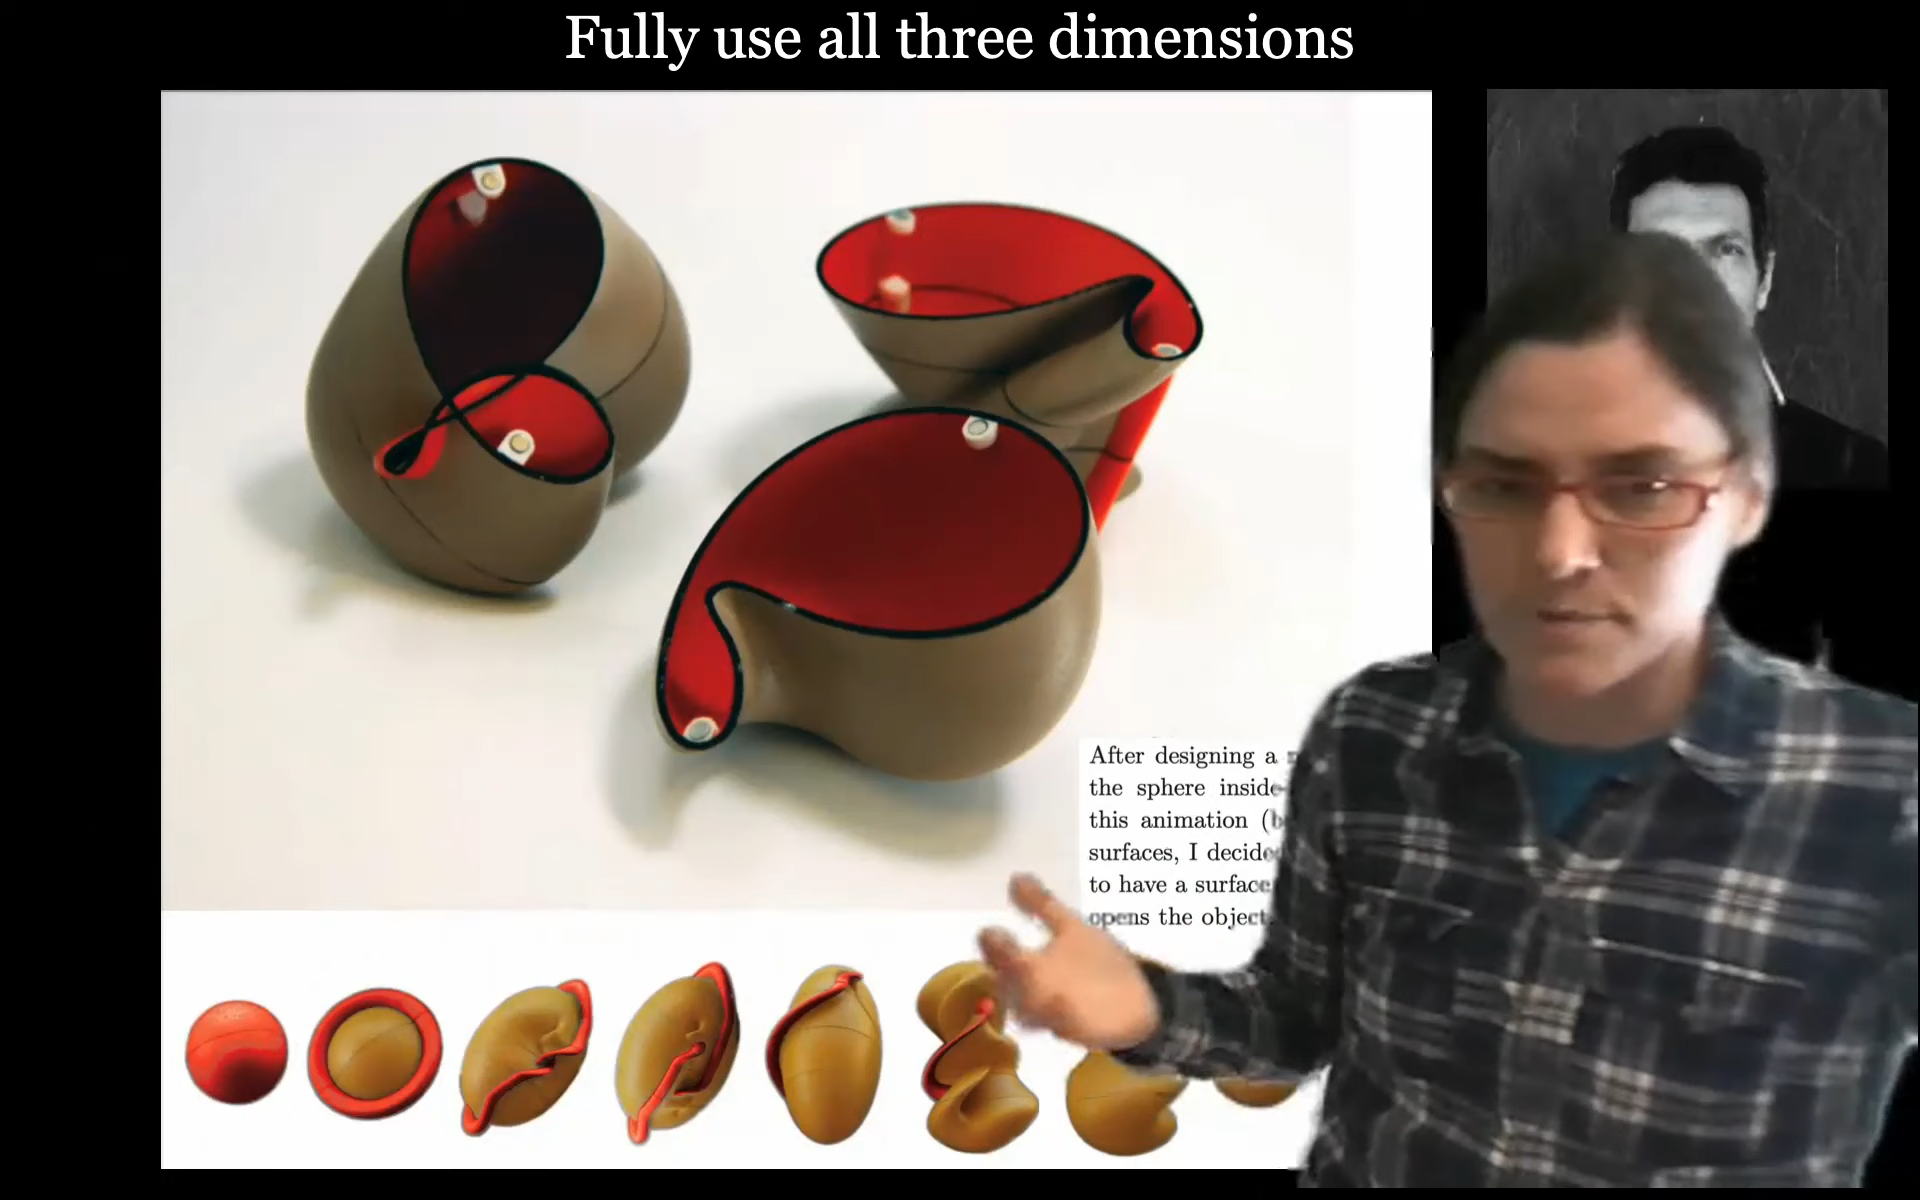 Fully use all three dimensions
After designing a
the sphere inside
this animation
surfaces, I decide
to have a surface
opens the object.